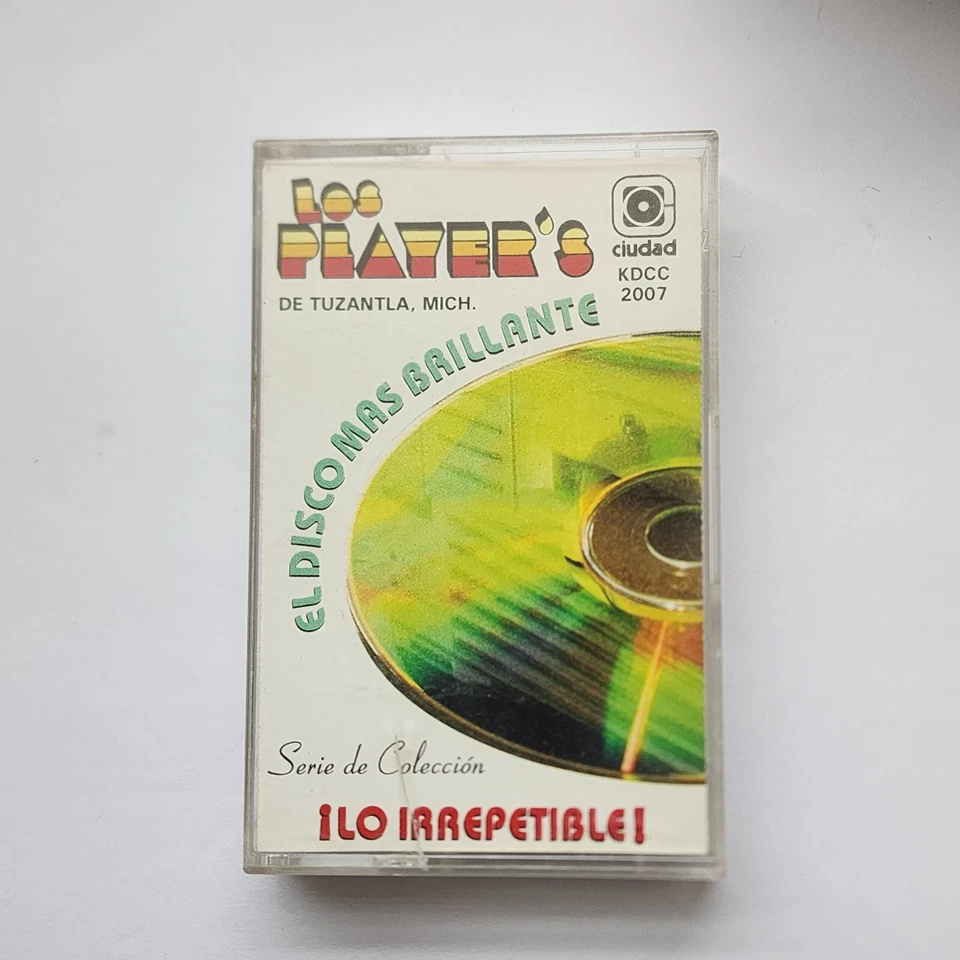 LOS
PLAYER'S
DE TUZANTLA, MICH.
ciudad
KDCC
2007
EL DISCO MAS BRILLANTE
Serie de Colección
¡LO IRREPETIBLE!